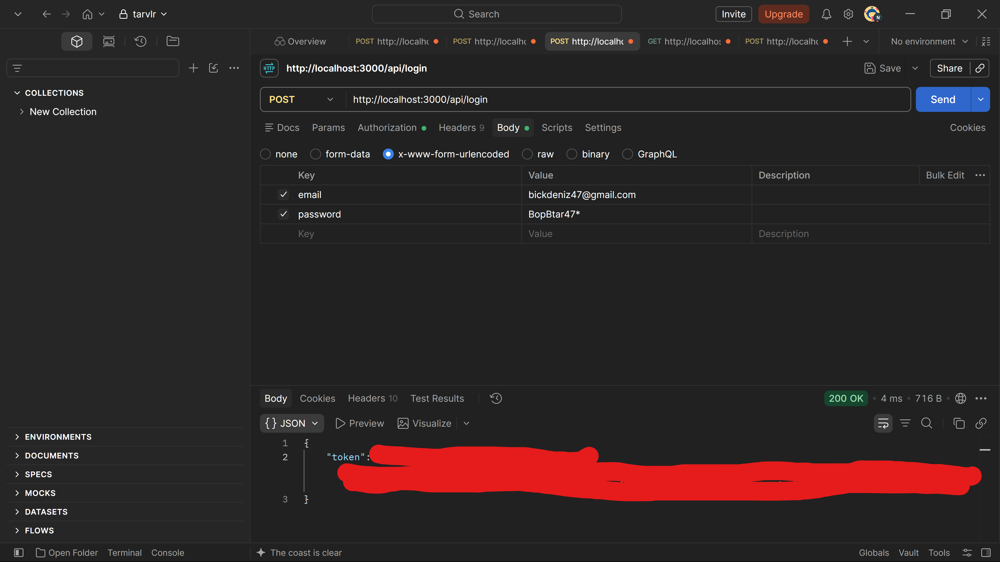 tarvlr
Search
Invite
Upgrade
Overview
POST http://localhc
POST http://localhc
POST http://localhc
GET http://localhos
POST http://localhc
No environment
HTTP
http://localhost:3000/api/login
Save
Share
COLLECTIONS
New Collection
POST
http://localhost:3000/api/login
Send
Docs
Params
Authorization
Headers 9
Body
Scripts
Settings
Cookies
none
form-data
x-www-form-urlencoded
raw
binary
GraphQL
Key
Value
Description
Bulk Edit
email
bickdeniz47@gmail.com
password
BopBtar47*
Key
Value
Description
Body
Cookies
Headers 10
Test Results
200 OK
4 ms
716 B
{} JSON
Preview
Visualize
1 {
2 "token":
3 }
ENVIRONMENTS
DOCUMENTS
SPECS
MOCKS
DATASETS
FLOWS
Open Folder
Terminal
Console
The coast is clear
Globals
Vault
Tools